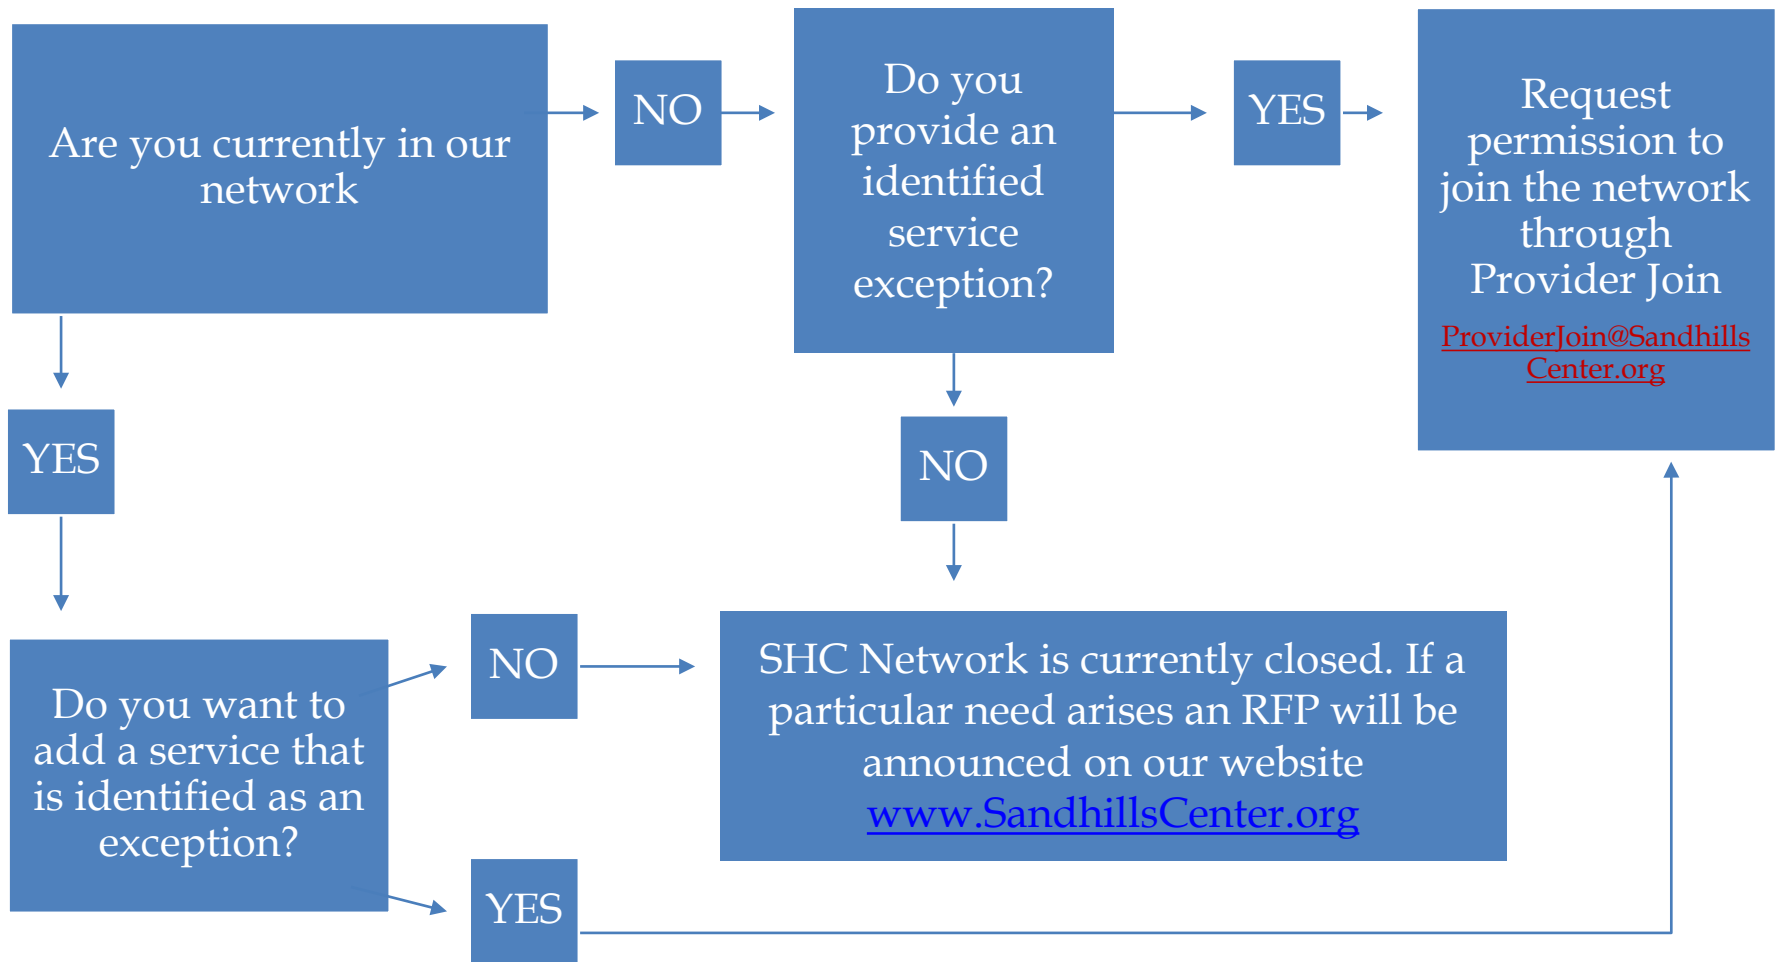 Are you currently in our
network
NO
Do you
provide an
identified
service
exception?
YES
Request
permission to
join the network
through
Provider Join
ProviderJoin@Sandhills
Center.org
YES
NO
Do you want to
add a service that
is identified as an
exception?
NO
SHC Network is currently closed. If a
particular need arises an RFP will be
announced on our website
www.SandhillsCenter.org
YES